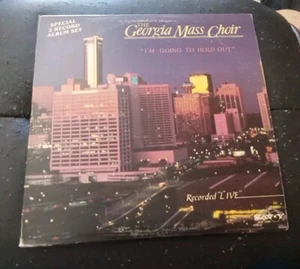 SPECIAL
2 RECORD
ALBUM SET
THE
Georgia Mass Choir
"I'M GOING TO HOLD OUT"
Recorded "LIVE"